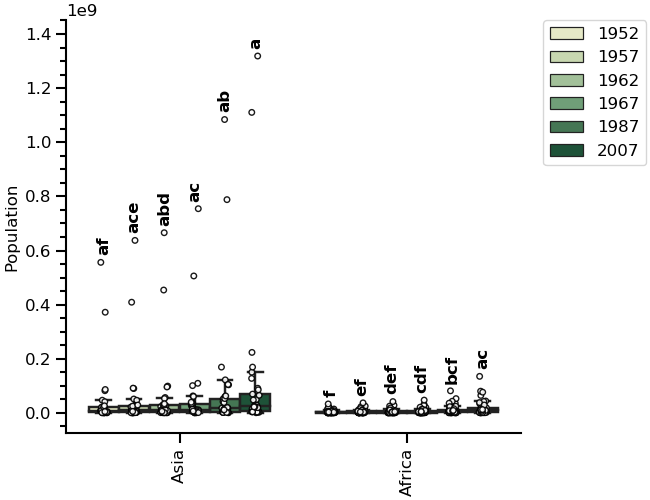 1e9
1.4
1.2
1.0
0.8
0.6
0.4
0.2
0.0
Population
af
ace
abd
ac
ab
a
f
ef
def
cdf
bcf
ac
Asia
Africa
1952
1957
1962
1967
1987
2007